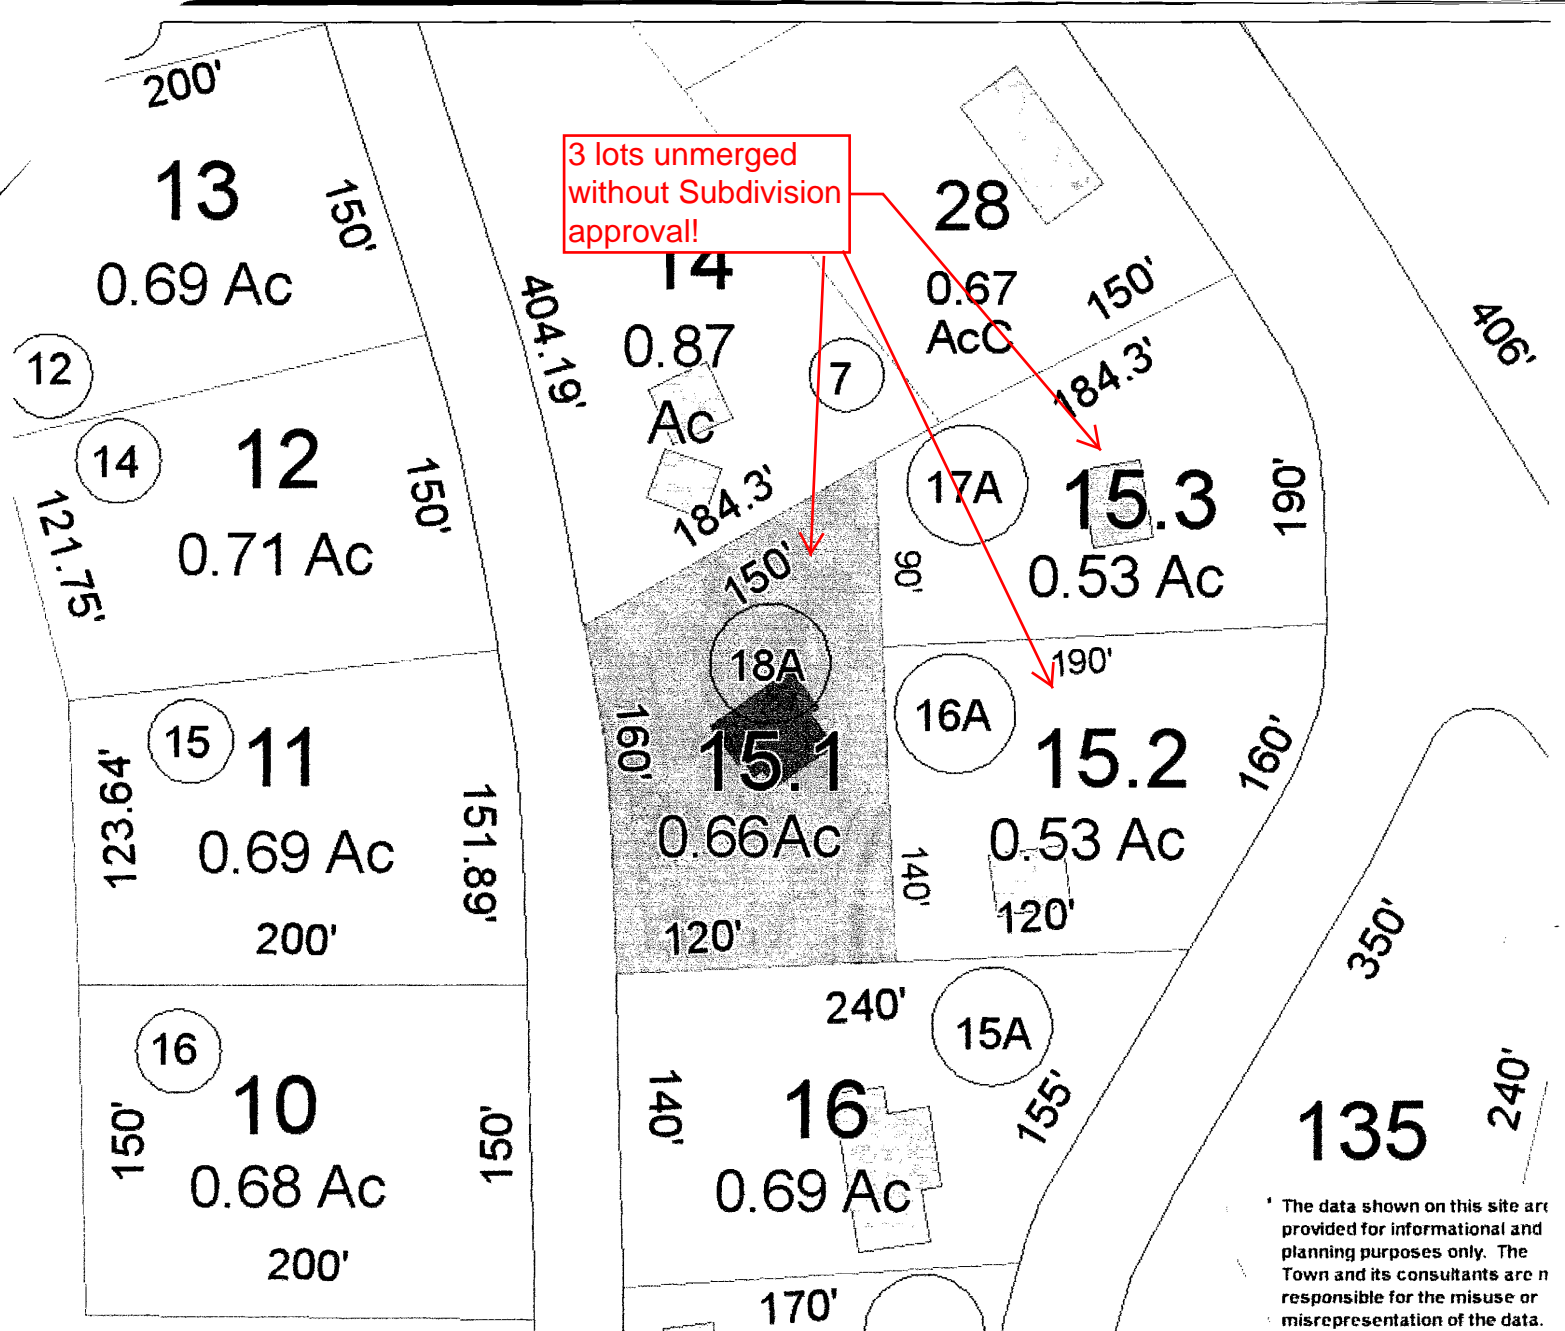 200'
13
150'
0.69 Ac
12
3 lots unmerged
without Subdivision
approval!
14
0.87
Ac
404.19'
7
28
0.67
AcC
150'
184.3'
406'
14
12
150'
121.75'
0.71 Ac
184.3'
150'
17A
15.3
190'
90'
0.53 Ac
18A
160'
15.1
0.66Ac
140'
120'
190'
16A
15.2
160'
0.53 Ac
120'
15
11
123.64'
151.89'
0.69 Ac
200'
240'
15A
350'
16
10
150'
150'
0.68 Ac
200'
140'
16
155'
0.69 Ac
170'
135
240'
The data shown on this site are
provided for informational and
planning purposes only. The
Town and its consultants are n
responsible for the misuse or
misrepresentation of the data.